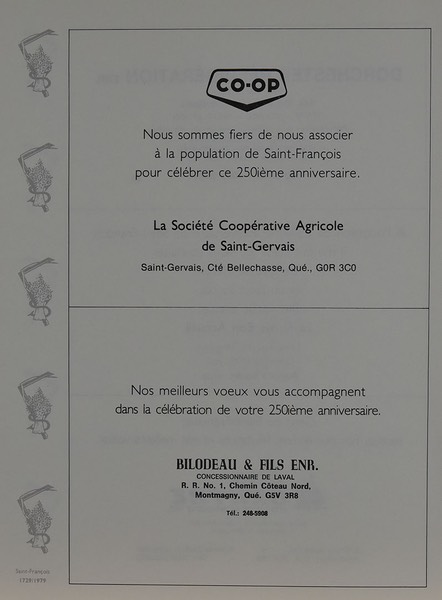 CO-OP
Nous sommes fiers de nous associer
à la population de Saint-François
pour célébrer ce 250ième anniversaire.
La Société Coopérative Agricole
de Saint-Gervais
Saint-Gervais, Cté Bellechasse, Qué., G0R 3C0
Nos meilleurs voeux vous accompagnent
dans la célébration de votre 250ième anniversaire.
BILODEAU & FILS ENR.
CONCESSIONNAIRE DE LAVAL
R. R. No. 1, Chemin Côteau Nord,
Montmagny, Qué. G5V 3R8
Tél.: 248-5908
Saint-François
1729/1979